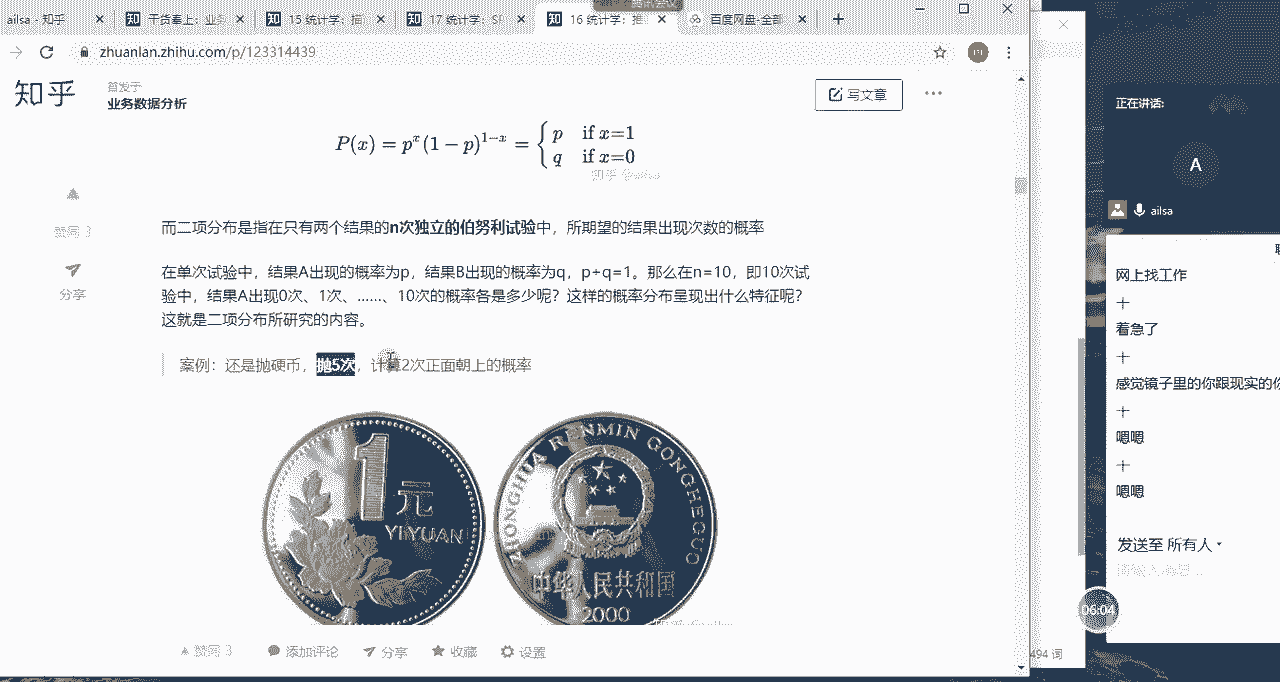 ailsa - 知乎
干货奉上：业务
15 统计学：描
17 统计学：SP
16 统计学：推
百度网盘-全部
zhuanlan.zhihu.com/p/123314439
知乎
首发于
业务数据分析
写文章
P(x) = p^x (1 − p)^{1−x} = { p if x=1
q if x=0
知乎 @ailsa
而二项分布是指在只有两个结果的n次独立的伯努利试验中，所期望的结果出现次数的概率
在单次试验中，结果A出现的概率为p，结果B出现的概率为q，p+q=1。那么在n=10，即10次试
验中，结果A出现0次、1次、……、10次的概率各是多少呢？这样的概率分布呈现出什么特征呢？
这就是二项分布所研究的内容。
案例：还是抛硬币，抛5次，计算2次正面朝上的概率
赞同 3
分享
1元
YI YUAN
ZHONGHUA RENMIN GONGHEGUO
中华人民共和国
2000
赞同 3
添加评论
分享
收藏
设置
正在讲话:
A
ailsa
网上找工作
十
着急了
十
感觉镜子里的你跟现实的你
十
嗯嗯
十
嗯嗯
发送至 所有人
06:04
494 词